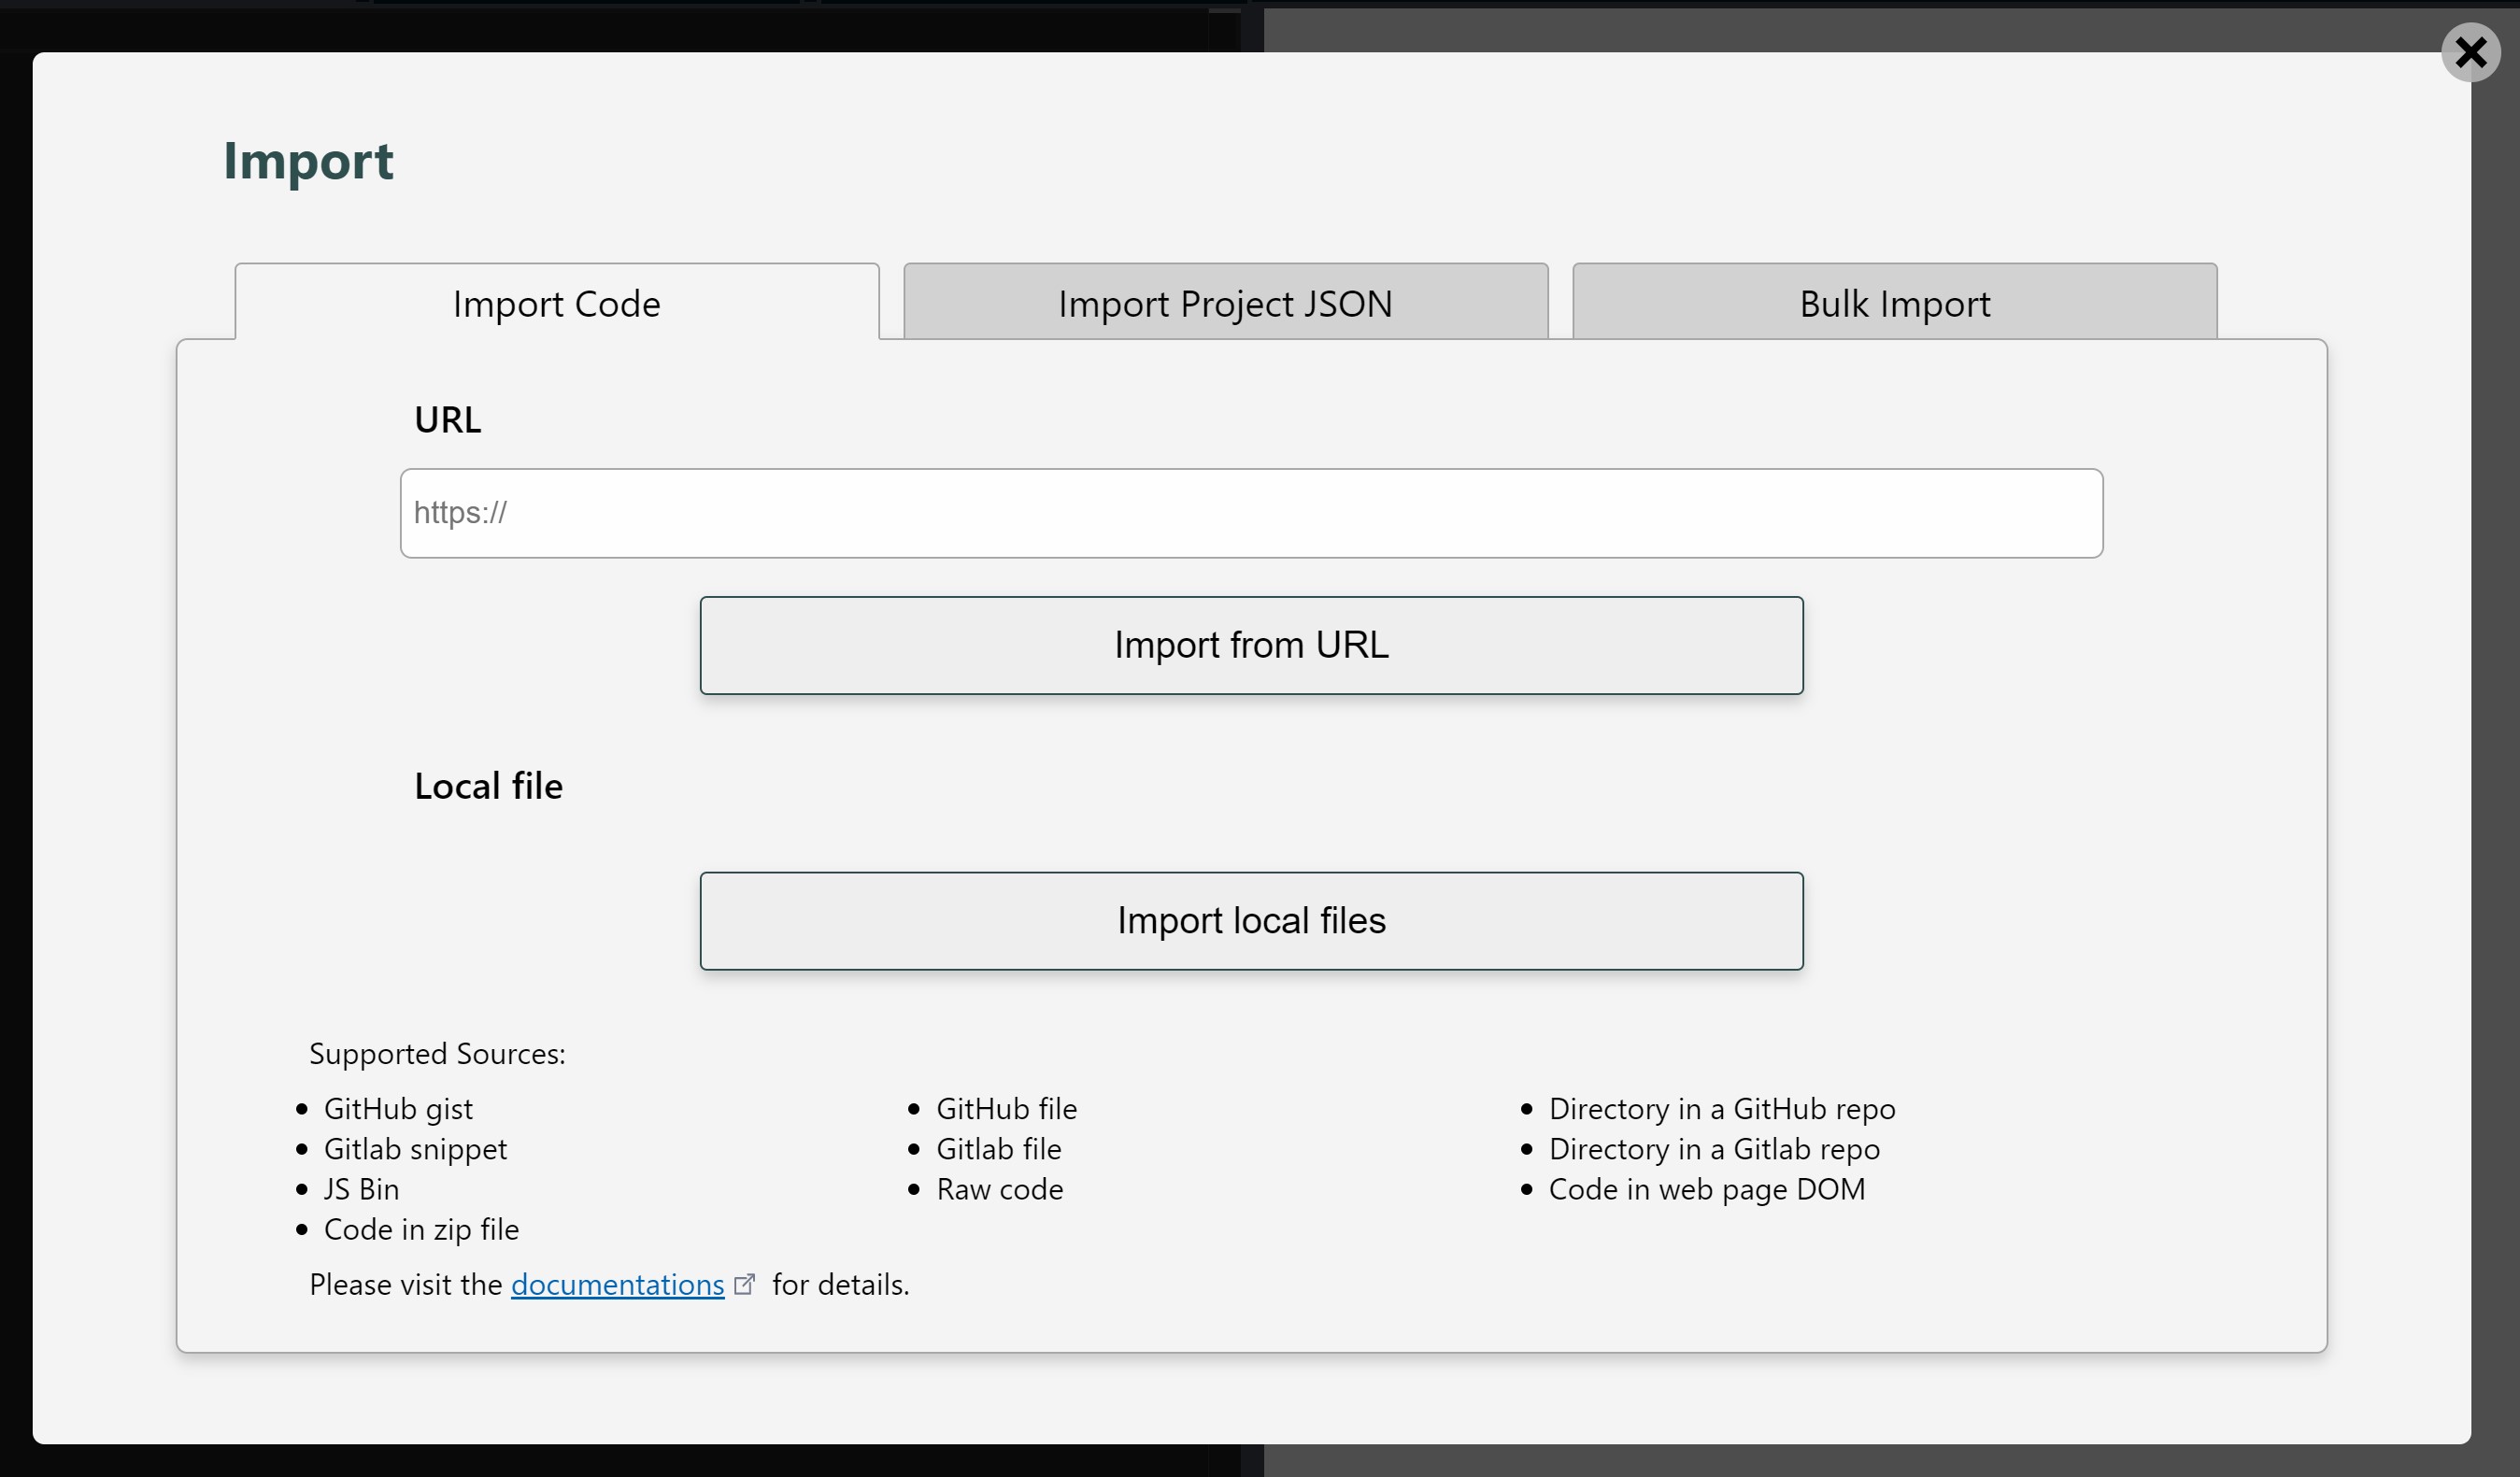 Import
Import Code
Import Project JSON
Bulk Import
URL
https://
Import from URL
Local file
Import local files
Supported Sources:
GitHub gist
GitHub file
Directory in a GitHub repo
Gitlab snippet
Gitlab file
Directory in a Gitlab repo
JS Bin
Raw code
Code in web page DOM
Code in zip file
Please visit the documentations for details.